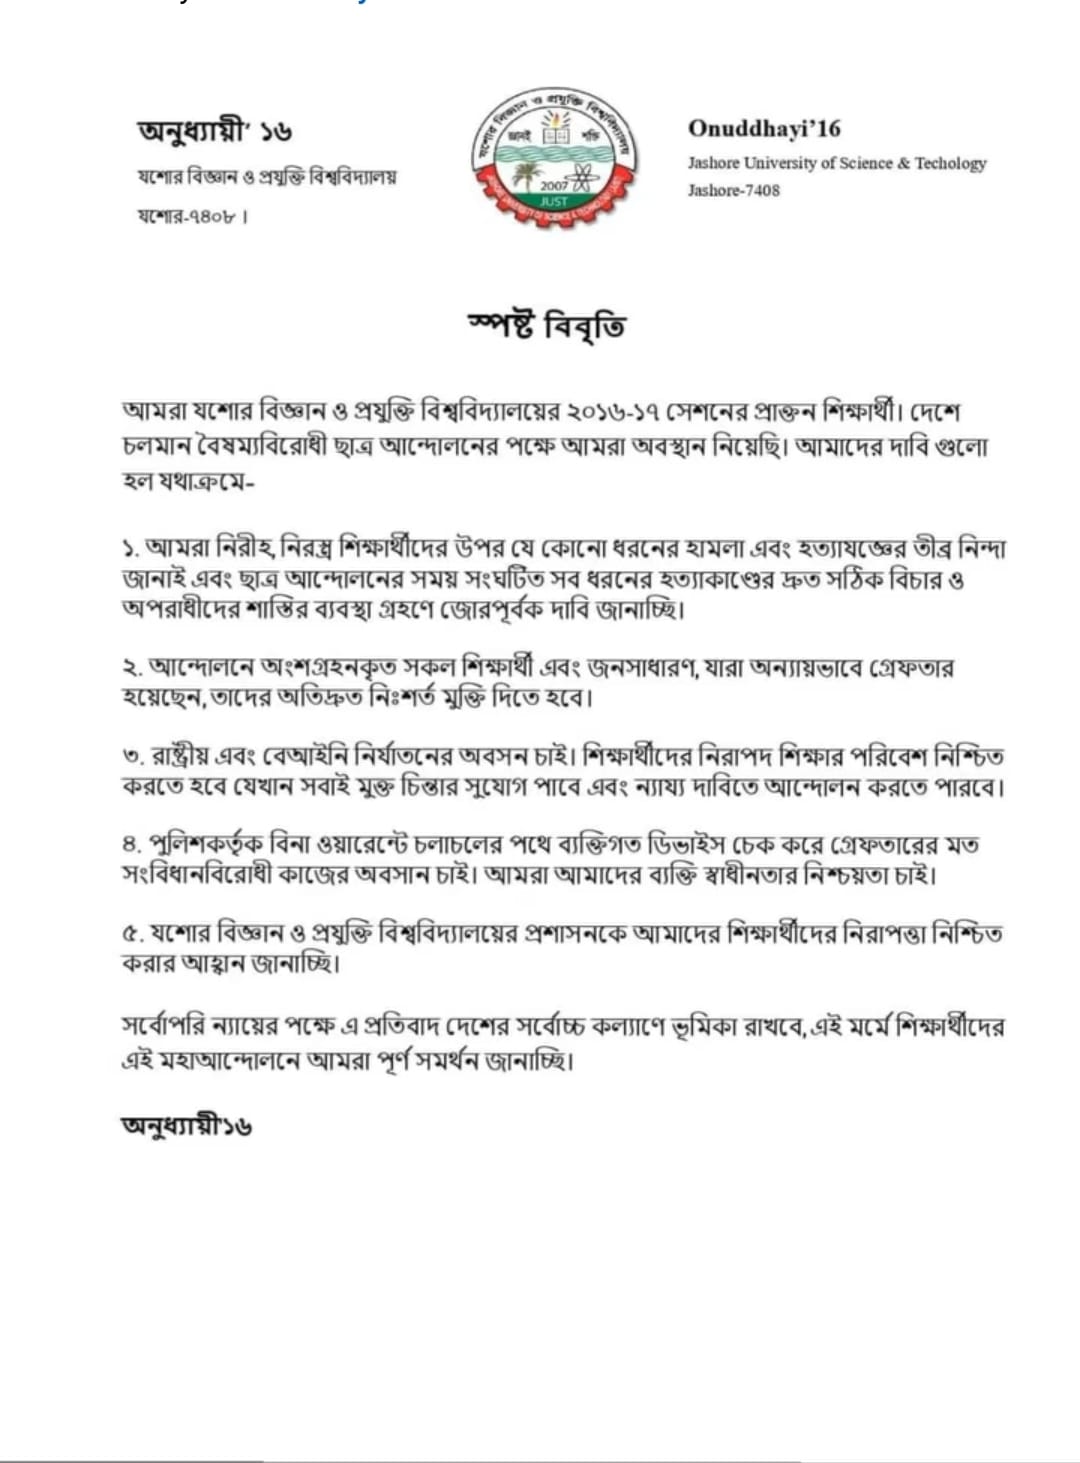 অনুধ্যায়ী’ ১৬
যশোর বিজ্ঞান ও প্রযুক্তি বিশ্ববিদ্যালয়
যশোর-৭৪০৮ ।
যশোর বিজ্ঞান ও প্রযুক্তি বিশ্ববিদ্যালয়
জ্ঞানই শক্তি
2007
JUST
JASHORE UNIVERSITY OF SCIENCE & TECHNOLOGY
Onuddhayi’16
Jashore University of Science & Techology
Jashore-7408
স্পষ্ট বিবৃতি
আমরা যশোর বিজ্ঞান ও প্রযুক্তি বিশ্ববিদ্যালয়ের ২০১৬-১৭ সেশনের প্রাক্তন শিক্ষার্থী। দেশে
চলমান বৈষম্যবিরোধী ছাত্র আন্দোলনের পক্ষে আমরা অবস্থান নিয়েছি। আমাদের দাবি গুলো
হল যথাক্রমে-
১. আমরা নিরীহ, নিরস্ত্র শিক্ষার্থীদের উপর যে কোনো ধরনের হামলা এবং হত্যাযজ্ঞের তীব্র নিন্দা
জানাই এবং ছাত্র আন্দোলনের সময় সংঘটিত সব ধরনের হত্যাকাণ্ডের দ্রুত সঠিক বিচার ও
অপরাধীদের শাস্তির ব্যবস্থা গ্রহণে জোরপূর্বক দাবি জানাচ্ছি।
২. আন্দোলনে অংশগ্রহনকৃত সকল শিক্ষার্থী এবং জনসাধারণ, যারা অন্যায়ভাবে গ্রেফতার
হয়েছেন, তাদের অতিদ্রুত নিঃশর্ত মুক্তি দিতে হবে।
৩. রাষ্ট্রীয় এবং বেআইনি নির্যাতনের অবসন চাই। শিক্ষার্থীদের নিরাপদ শিক্ষার পরিবেশ নিশ্চিত
করতে হবে যেখান সবাই মুক্ত চিন্তার সুযোগ পাবে এবং ন্যায্য দাবিতে আন্দোলন করতে পারবে।
৪. পুলিশকর্তৃক বিনা ওয়ারেন্টে চলাচলের পথে ব্যক্তিগত ডিভাইস চেক করে গ্রেফতারের মত
সংবিধানবিরোধী কাজের অবসান চাই। আমরা আমাদের ব্যক্তি স্বাধীনতার নিশ্চয়তা চাই।
৫. যশোর বিজ্ঞান ও প্রযুক্তি বিশ্ববিদ্যালয়ের প্রশাসনকে আমাদের শিক্ষার্থীদের নিরাপত্তা নিশ্চিত
করার আহ্বান জানাচ্ছি।
সর্বোপরি ন্যায়ের পক্ষে এ প্রতিবাদ দেশের সর্বোচ্চ কল্যাণে ভূমিকা রাখবে, এই মর্মে শিক্ষার্থীদের
এই মহাআন্দোলনে আমরা পূর্ণ সমর্থন জানাচ্ছি।
অনুধ্যায়ী’১৬